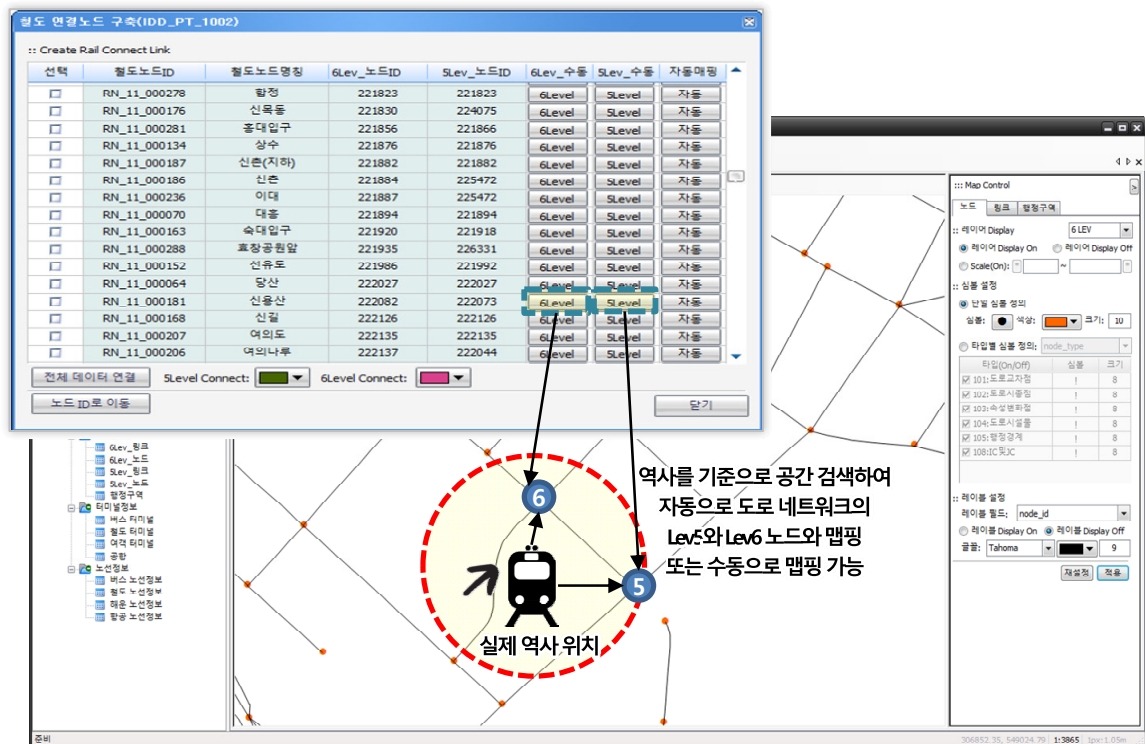 철도 연결노드 구축(IDD_PT_1002)
:: Create Rail Connect Link
선택 철도노드ID 철도노드명칭 6Lev_노드ID 5Lev_노드ID 6Lev_수동 5Lev_수동 자동매핑
RN_11_000278 합정 221823 221823 6Level 5Level 자동
RN_11_000176 신목동 221830 224075 6Level 5Level 자동
RN_11_000281 홍대입구 221856 221866 6Level 5Level 자동
RN_11_000134 상수 221876 221876 6Level 5Level 자동
RN_11_000187 신촌(지하) 221882 221882 6Level 5Level 자동
RN_11_000186 신촌 221884 225472 6Level 5Level 자동
RN_11_000236 이대 221887 225472 6Level 5Level 자동
RN_11_000070 대흥 221894 221894 6Level 5Level 자동
RN_11_000163 숙대입구 221920 221918 6Level 5Level 자동
RN_11_000288 효창공원앞 221935 226331 6Level 5Level 자동
RN_11_000152 선유도 221986 221992 6Level 5Level 자동
RN_11_000064 당산 222027 222027 6Level 5Level 자동
RN_11_000181 신용산 222082 222073 6Level 5Level 자동
RN_11_000168 신길 222126 222126 6Level 5Level 자동
RN_11_000207 여의도 222135 222135 6Level 5Level 자동
RN_11_000206 여의나루 222137 222044 6Level 5Level 자동
전체 데이터 연결 5Level Connect: 6Level Connect:
노드ID로 이동 닫기
::: Map Control
노드 링크 행정구역
:: 레이어 Display 6 LEV
레이어 Display On 레이어 Display Off
Scale(On): ~
:: 심볼 설정
단일 심볼 정의
심볼: 색상: 크기: 10
타입별 심볼 정의: node_type
타입(On/Off) 심볼 크기
101:도로교차점 ! 8
102:도로시종점 ! 8
103:속성변화점 ! 8
104:도로시설물 ! 8
105:행정경계 ! 8
108:IC및JC ! 8
:: 레이블 설정
레이블 필드: node_id
레이블 Display On 레이블 Display Off
글꼴: Tahoma 9
재설정 적용
6Lev_링크
6Lev_노드
5Lev_링크
5Lev_노드
행정구역
터미널정보
버스 터미널
철도 터미널
여객 터미널
공항
노선정보
버스 노선정보
철도 노선정보
해운 노선정보
항공 노선정보
6
5
역사를 기준으로 공간 검색하여
자동으로 도로 네트워크의
Lev5와 Lev6 노드와 맵핑
또는 수동으로 맵핑 가능
실제 역사 위치
준비 306852.35, 549024.79 1:3865 1px:1.05m